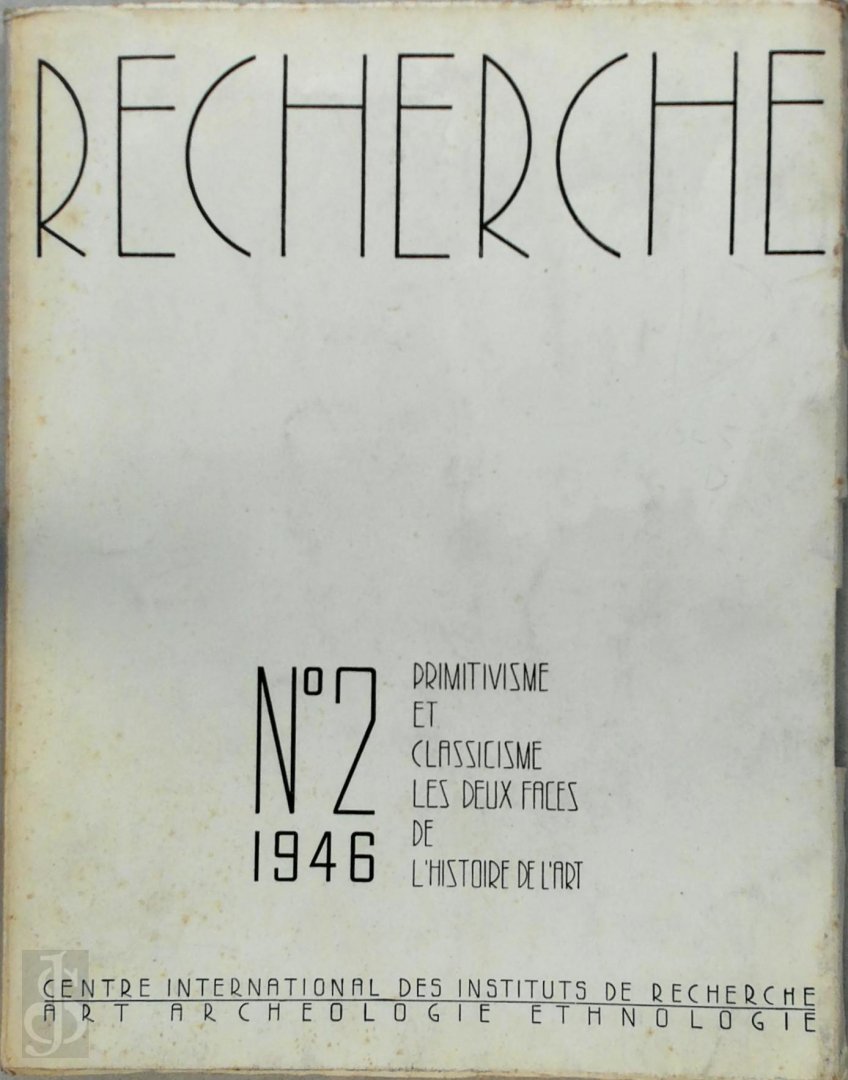 RECHERCHE
N° 2
1946
PRIMITIVISME
ET
CLASSICISME
LES DEUX FACES
DE
L'HISTOIRE DE L'ART
CENTRE INTERNATIONAL DES INSTITUTS DE RECHERCHE
ART ARCHEOLOGIE ETHNOLOGIE